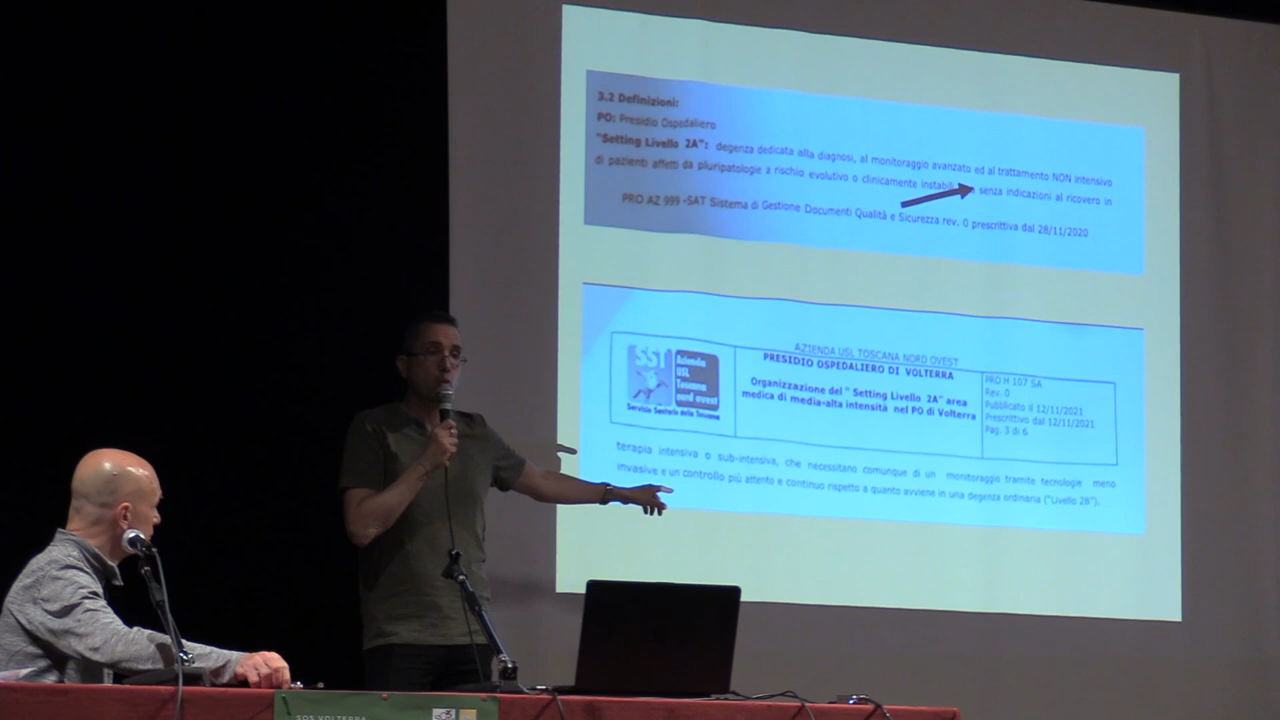 3.2 Definizioni:
PO: Presidio Ospedaliero
"Setting Livello 2A": degenza dedicata alla diagnosi, al monitoraggio avanzato ed al trattamento NON intensivo
di pazienti affetti da pluripatologie a rischio evolutivo o clinicamente instabili senza indicazioni al ricovero in
PRO AZ 999 -SAT Sistema di Gestione Documenti Qualità e Sicurezza rev. 0 prescrittiva dal 28/11/2020
SST
Azienda
USL
Toscana
nord ovest
Servizio Sanitario della Toscana
AZIENDA USL TOSCANA NORD OVEST
PRESIDIO OSPEDALIERO DI VOLTERRA
Organizzazione del " Setting Livello 2A" area
medica di media-alta intensità nel PO di Volterra
PRO H 107 SA
Rev. 0
Pubblicato il 12/11/2021
Prescrittivo dal 12/11/2021
Pag. 3 di 6
terapia intensiva o sub-intensiva, che necessitano comunque di un monitoraggio tramite tecnologie meno
invasive e un controllo più attento e continuo rispetto a quanto avviene in una degenza ordinaria ("Livello 2B").
SOS VOLTERRA